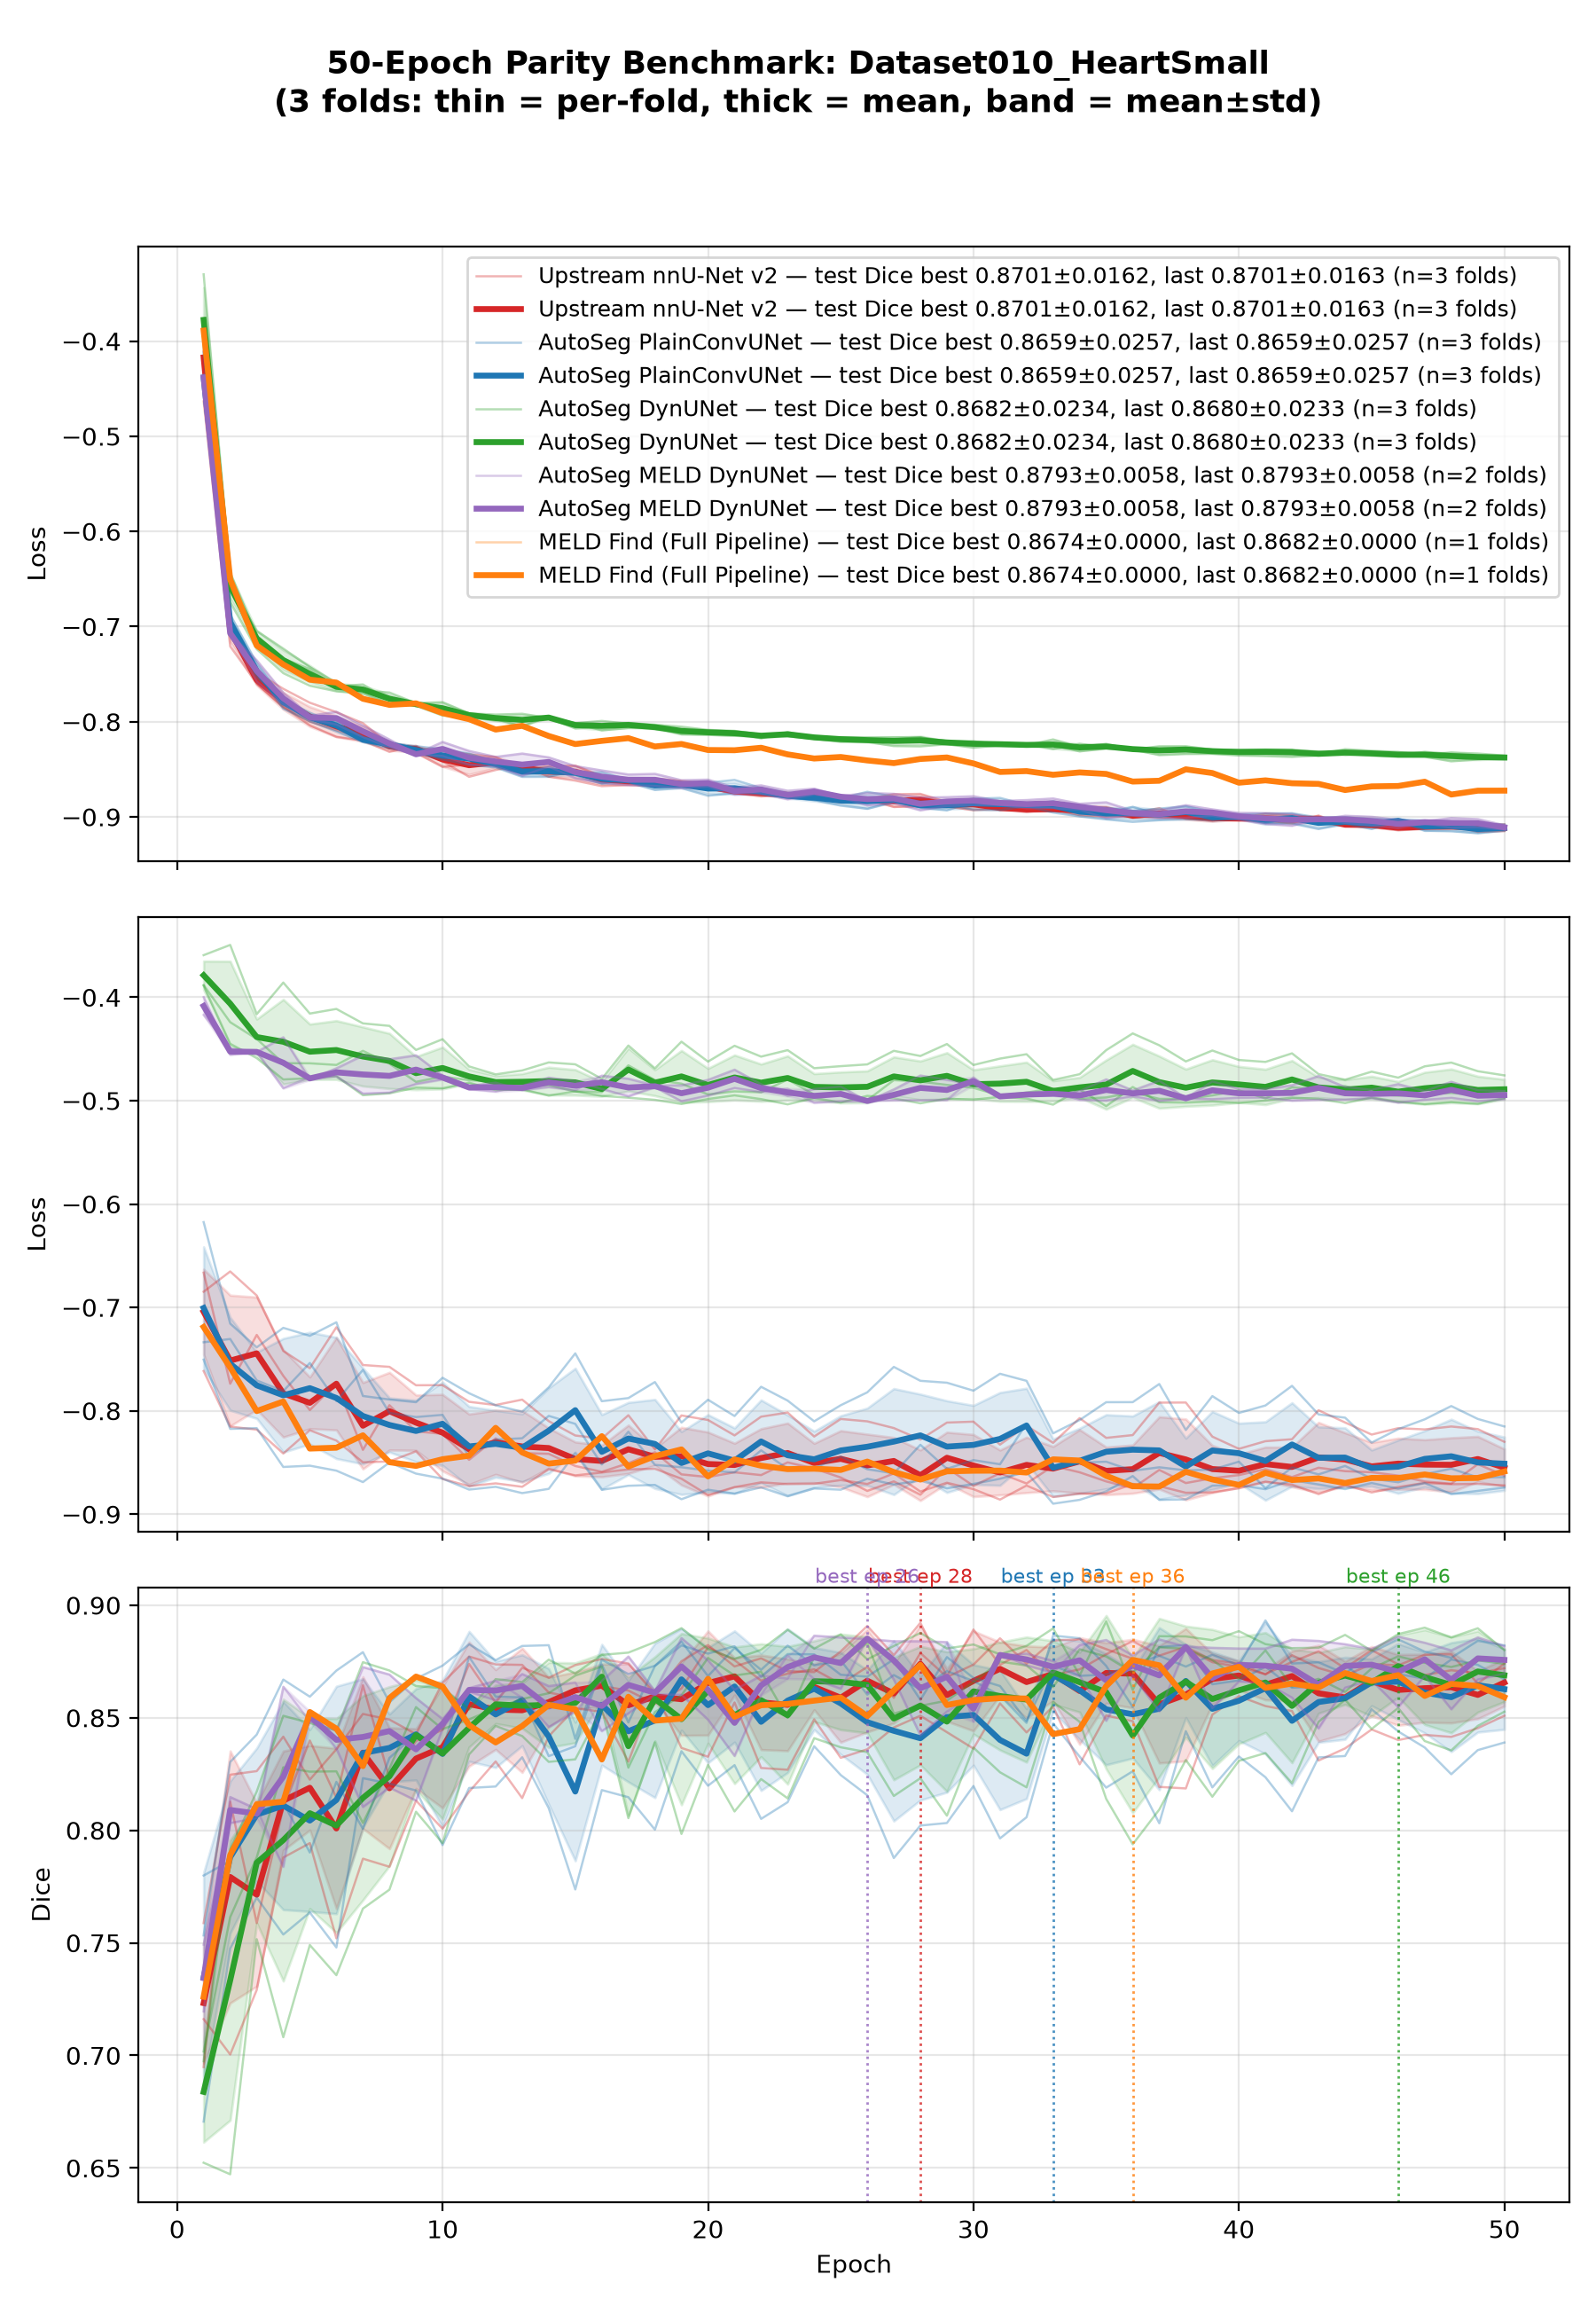 50-Epoch Parity Benchmark: Dataset010_HeartSmall
(3 folds: thin = per-fold, thick = mean, band = mean±std)
Upstream nnU-Net v2 — test Dice best 0.8701±0.0162, last 0.8701±0.0163 (n=3 folds)
Upstream nnU-Net v2 — test Dice best 0.8701±0.0162, last 0.8701±0.0163 (n=3 folds)
AutoSeg PlainConvUNet — test Dice best 0.8659±0.0257, last 0.8659±0.0257 (n=3 folds)
AutoSeg PlainConvUNet — test Dice best 0.8659±0.0257, last 0.8659±0.0257 (n=3 folds)
AutoSeg DynUNet — test Dice best 0.8682±0.0234, last 0.8680±0.0233 (n=3 folds)
AutoSeg DynUNet — test Dice best 0.8682±0.0234, last 0.8680±0.0233 (n=3 folds)
AutoSeg MELD DynUNet — test Dice best 0.8793±0.0058, last 0.8793±0.0058 (n=2 folds)
AutoSeg MELD DynUNet — test Dice best 0.8793±0.0058, last 0.8793±0.0058 (n=2 folds)
MELD Find (Full Pipeline) — test Dice best 0.8674±0.0000, last 0.8682±0.0000 (n=1 folds)
MELD Find (Full Pipeline) — test Dice best 0.8674±0.0000, last 0.8682±0.0000 (n=1 folds)
Loss
−0.4
−0.5
−0.6
−0.7
−0.8
−0.9
Loss
−0.4
−0.5
−0.6
−0.7
−0.8
−0.9
best ep 26
best ep 28
best ep 33
best ep 36
best ep 46
Dice
0.90
0.85
0.80
0.75
0.70
0.65
0
10
20
30
40
50
Epoch